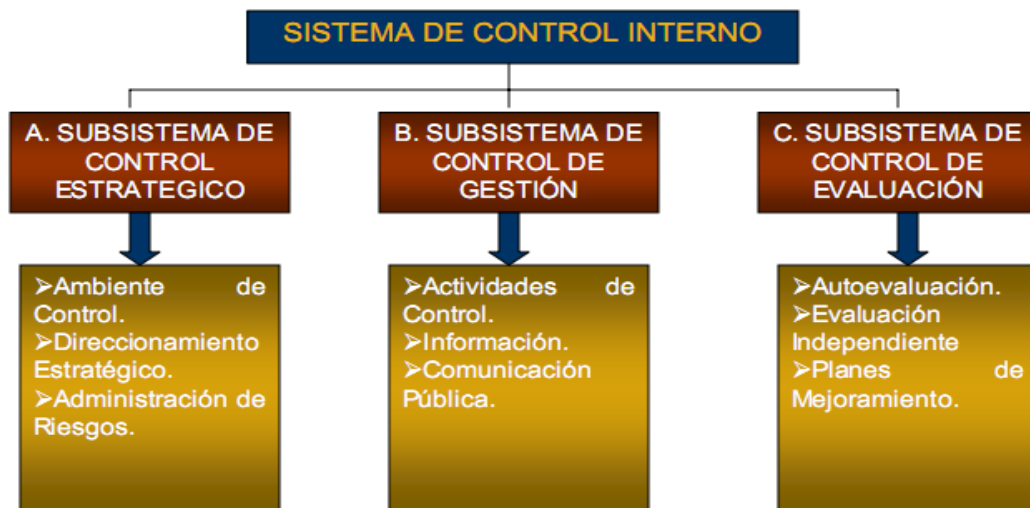 SISTEMA DE CONTROL INTERNO
A. SUBSISTEMA DE
CONTROL
ESTRATEGICO
➢Ambiente de
Control.
➢Direccionamiento
Estratégico.
➢Administración de
Riesgos.
B. SUBSISTEMA DE
CONTROL DE
GESTIÓN
➢Actividades de
Control.
➢Información.
➢Comunicación
Pública.
C. SUBSISTEMA DE
CONTROL DE
EVALUACIÓN
➢Autoevaluación.
➢Evaluación
Independiente
➢Planes de
Mejoramiento.